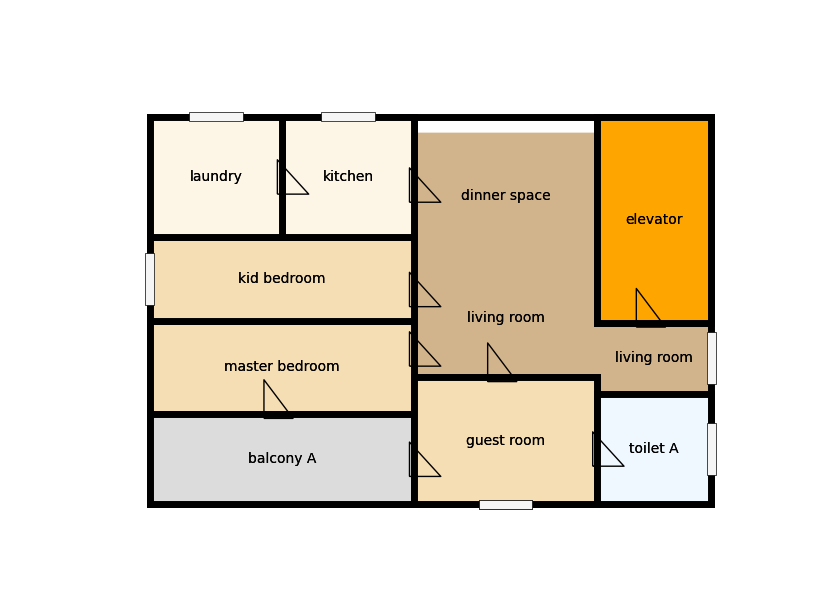 laundry
kitchen
dinner space
elevator
kid bedroom
living room
living room
master bedroom
guest room
toilet A
balcony A